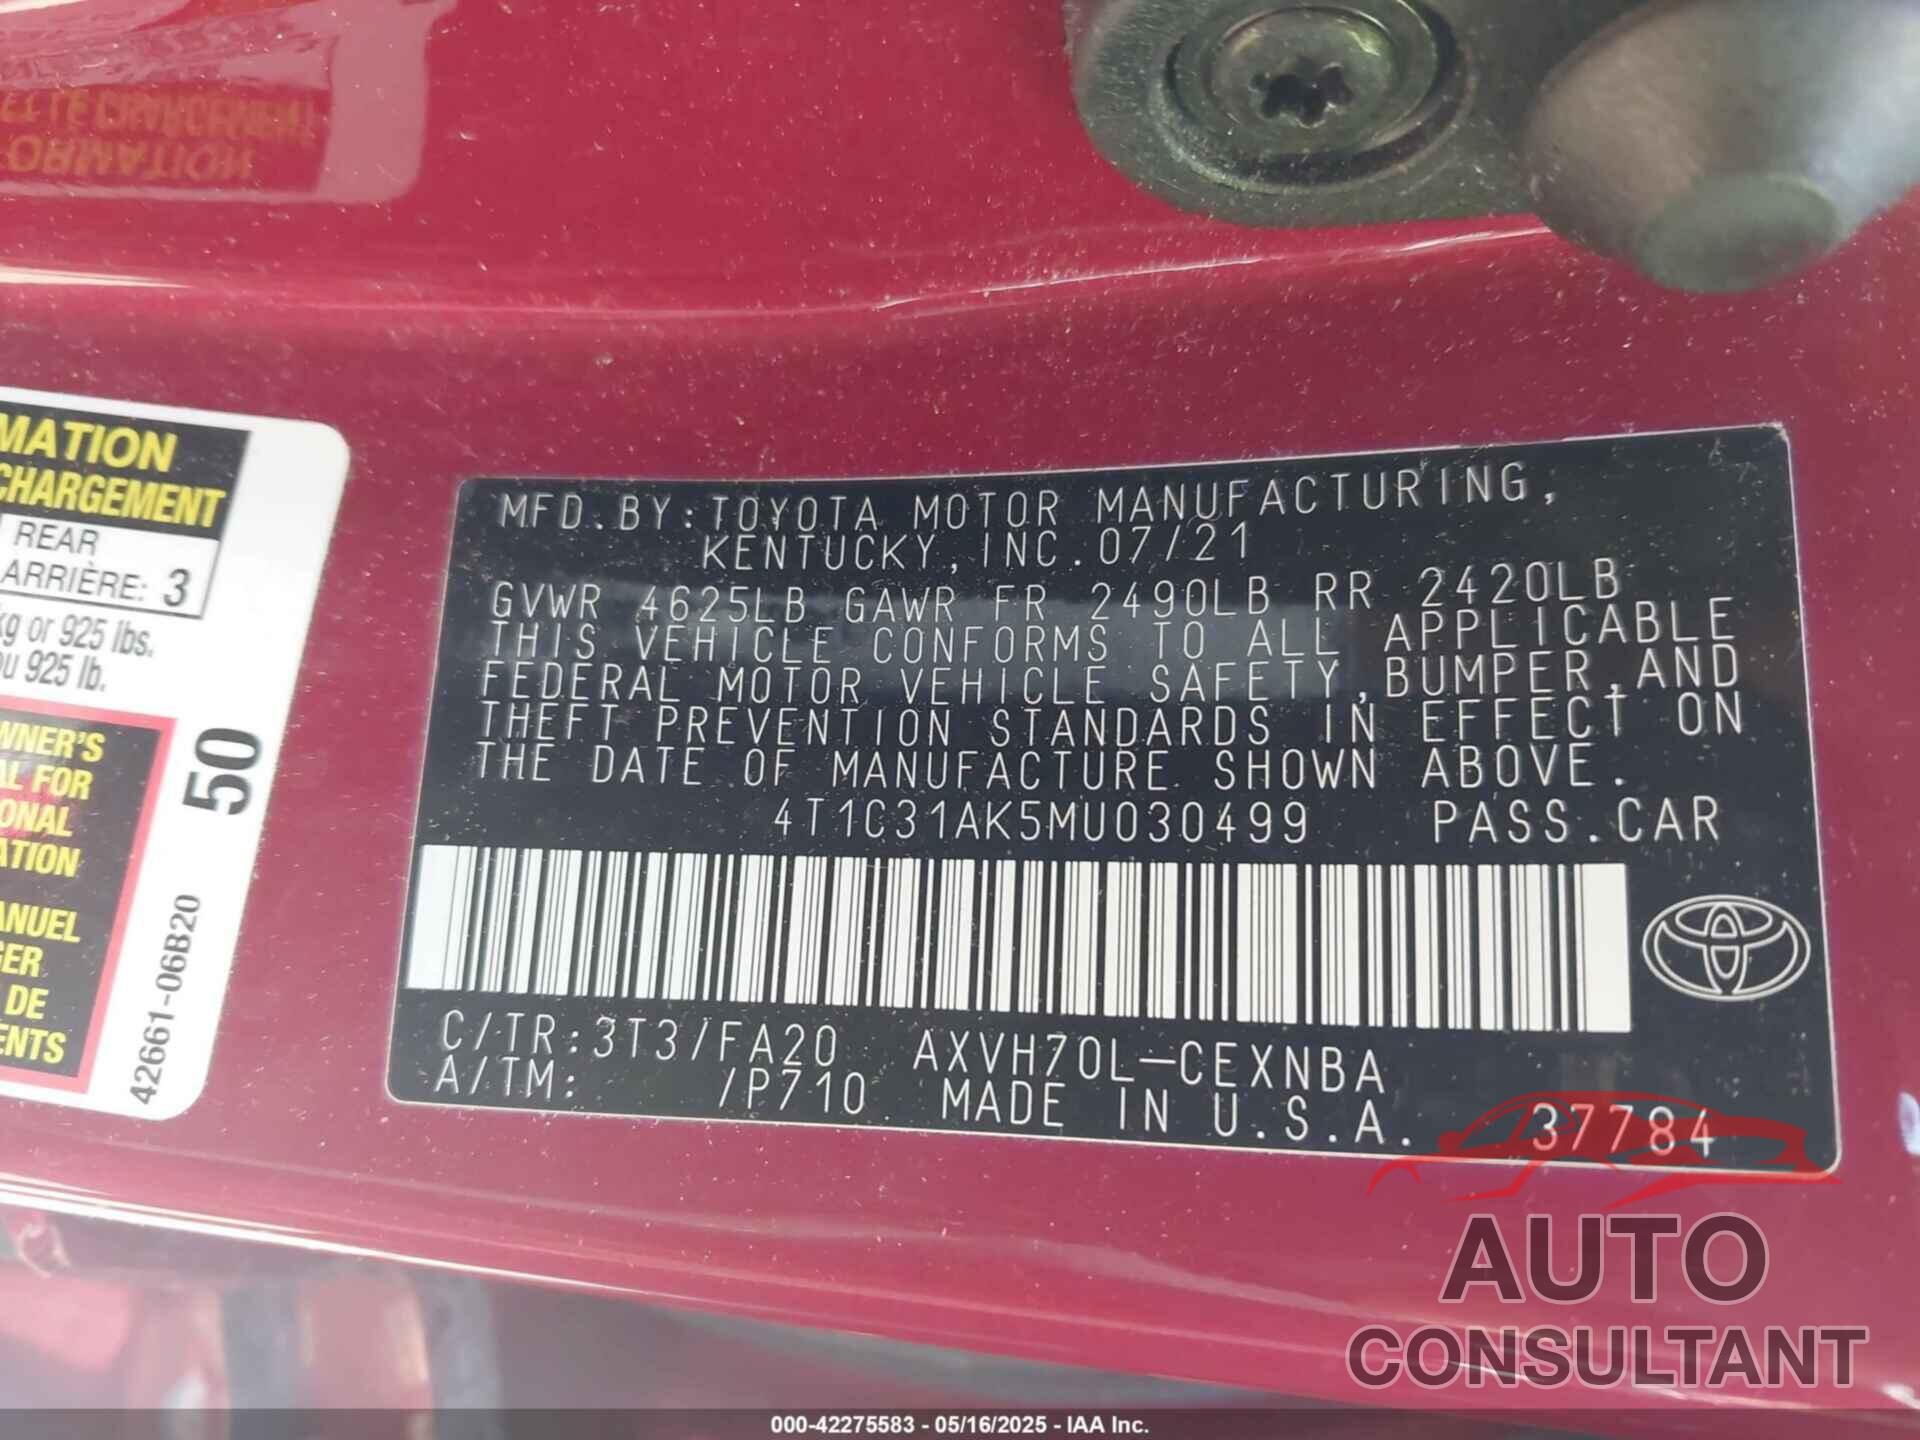 MATION
CHARGEMENT
REAR
ARRIÈRE: 3
kg or 925 lbs.
ou 925 lb.
WNER'S
AL FOR
IONAL
ATION
ANUEL
GER
DE
ENTS
50
42661-06B20
MFD.BY:TOYOTA MOTOR MANUFACTURING,
KENTUCKY,INC.07/21
GVWR 4625LB GAWR FR 2490LB RR 2420LB
THIS VEHICLE CONFORMS TO ALL APPLICABLE
FEDERAL MOTOR VEHICLE SAFETY,BUMPER,AND
THEFT PREVENTION STANDARDS IN EFFECT ON
THE DATE OF MANUFACTURE SHOWN ABOVE.
4T1C31AK5MU030499 PASS.CAR
C/TR:3T3/FA20 AXVH70L-CEXNBA
A/TM: /P710 MADE IN U.S.A. 37784
AUTO
CONSULTANT
000-42275583 - 05/16/2025 - IAA Inc.